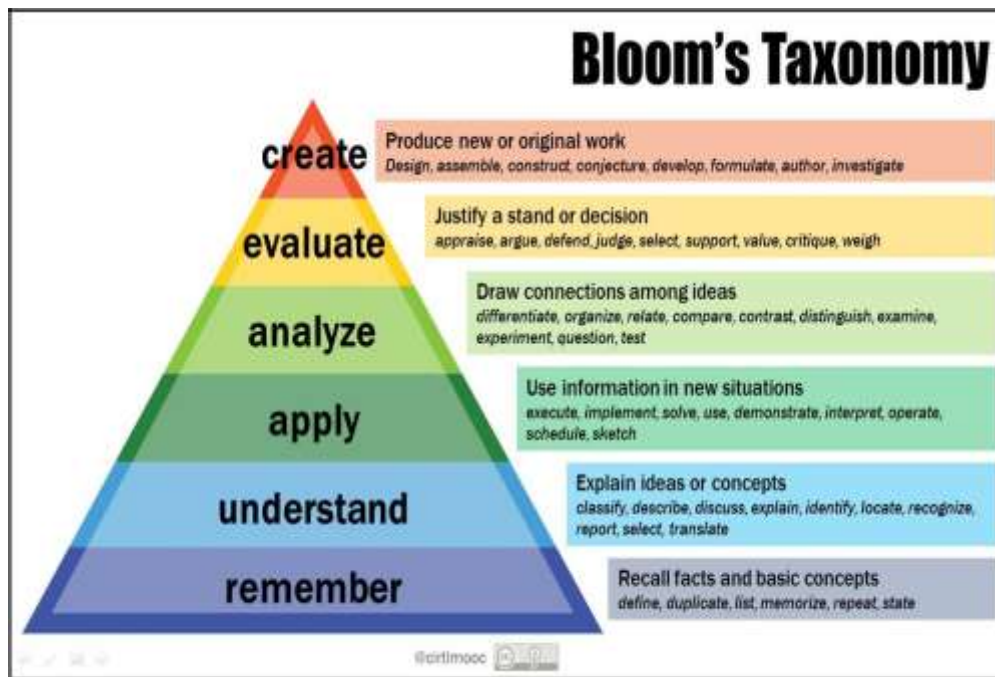 Bloom's Taxonomy
create
Produce new or original work
Design, assemble, construct, conjecture, develop, formulate, author, investigate
evaluate
Justify a stand or decision
appraise, argue, defend, judge, select, support, value, critique, weigh
analyze
Draw connections among ideas
differentiate, organize, relate, compare, contrast, distinguish, examine,
experiment, question, test
apply
Use information in new situations
execute, implement, solve, use, demonstrate, interpret, operate,
schedule, sketch
understand
Explain ideas or concepts
classify, describe, discuss, explain, identify, locate, recognize,
report, select, translate
remember
Recall facts and basic concepts
define, duplicate, list, memorize, repeat, state
@cirtlmooc